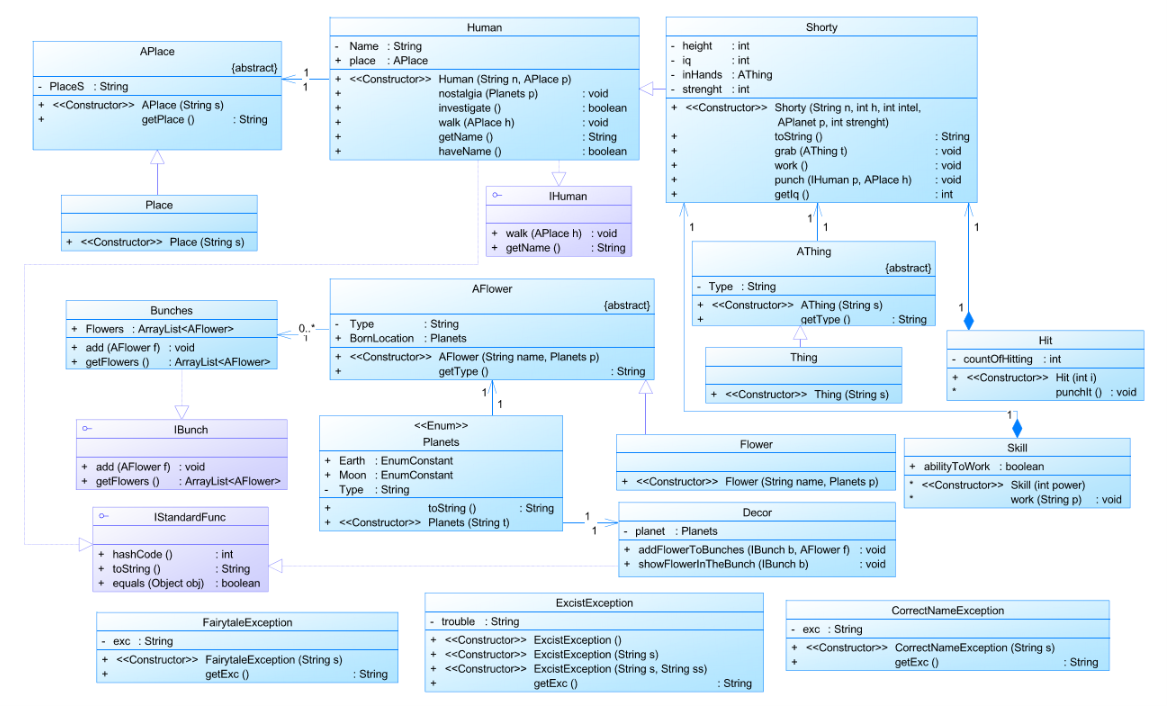 APlace
{abstract}
- PlaceS : String
+ <<Constructor>> APlace (String s)
+ getPlace () : String
Human
- Name : String
+ place : APlace
+ <<Constructor>> Human (String n, APlace p)
+ nostalgia (Planets p) : void
+ investigate () : boolean
+ walk (APlace h) : void
+ getName () : String
+ haveName () : boolean
Shorty
- height : int
- iq : int
- inHands : AThing
- strenght : int
+ <<Constructor>> Shorty (String n, int h, int intel,
APlanet p, int strenght)
+ toString () : String
+ grab (AThing t) : void
+ work () : void
+ punch (IHuman p, APlace h) : void
+ getIq () : int
1
1
Place
+ <<Constructor>> Place (String s)
IHuman
+ walk (APlace h) : void
+ getName () : String
1
1
1
AThing
{abstract}
- Type : String
+ <<Constructor>> AThing (String s)
+ getType () : String
Bunches
+ Flowers : ArrayList<AFlower>
+ add (AFlower f) : void
+ getFlowers () : ArrayList<AFlower>
0..*
1
AFlower
{abstract}
- Type : String
+ BornLocation : Planets
+ <<Constructor>> AFlower (String name, Planets p)
+ getType () : String
1
Hit
- countOfHitting : int
+ <<Constructor>> Hit (int i)
* punchIt () : void
Thing
+ <<Constructor>> Thing (String s)
1
1
1
1
IBunch
+ add (AFlower f) : void
+ getFlowers () : ArrayList<AFlower>
<<Enum>>
Planets
+ Earth : EnumConstant
+ Moon : EnumConstant
- Type : String
+ toString () : String
+ <<Constructor>> Planets (String t)
Flower
+ <<Constructor>> Flower (String name, Planets p)
Skill
+ abilityToWork : boolean
* <<Constructor>> Skill (int power)
* work (String p) : void
IStandardFunc
+ hashCode () : int
+ toString () : String
+ equals (Object obj) : boolean
1
1
Decor
- planet : Planets
+ addFlowerToBunches (IBunch b, AFlower f) : void
+ showFlowerInTheBunch (IBunch b) : void
FairytaleException
- exc : String
+ <<Constructor>> FairytaleException (String s)
+ getExc () : String
ExcistException
- trouble : String
+ <<Constructor>> ExcistException ()
+ <<Constructor>> ExcistException (String s)
+ <<Constructor>> ExcistException (String s, String ss)
+ getExc () : String
CorrectNameException
- exc : String
+ <<Constructor>> CorrectNameException (String s)
+ getExc () : String